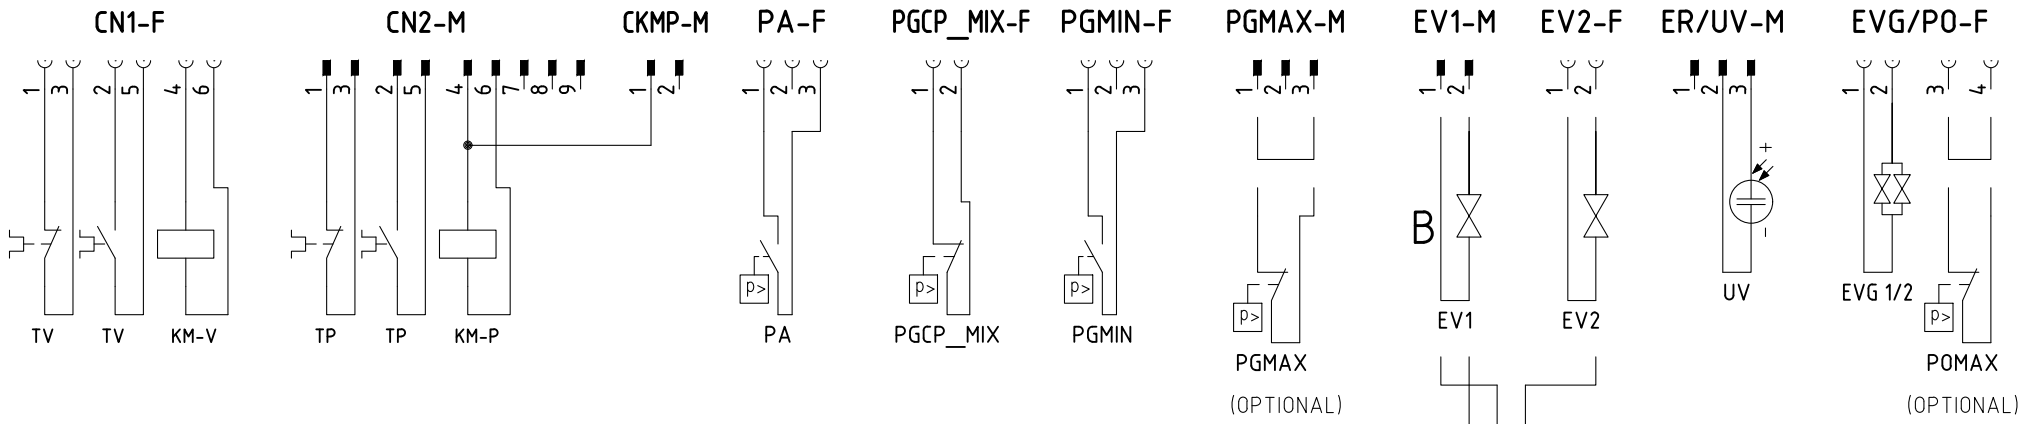 CN1-F CN2-M CKMP-M PA-F PGCP_MIX-F PGMIN-F PGMAX-M EV1-M EV2-F ER/UV-M EVG/PO-F
1 3 2 5 4 6 1 3 2 5 4 6 7 8 9 1 2 1 2 3 1 2 1 2 3 1 2 3 1 2 1 2 1 2 3 1 2 3 4
+
B
-
p> p> p> p> p>
TV TV KM-V TP TP KM-P PA PGCP_MIX PGMIN PGMAX EV1 EV2 UV EVG 1/2 POMAX
(OPTIONAL) (OPTIONAL)